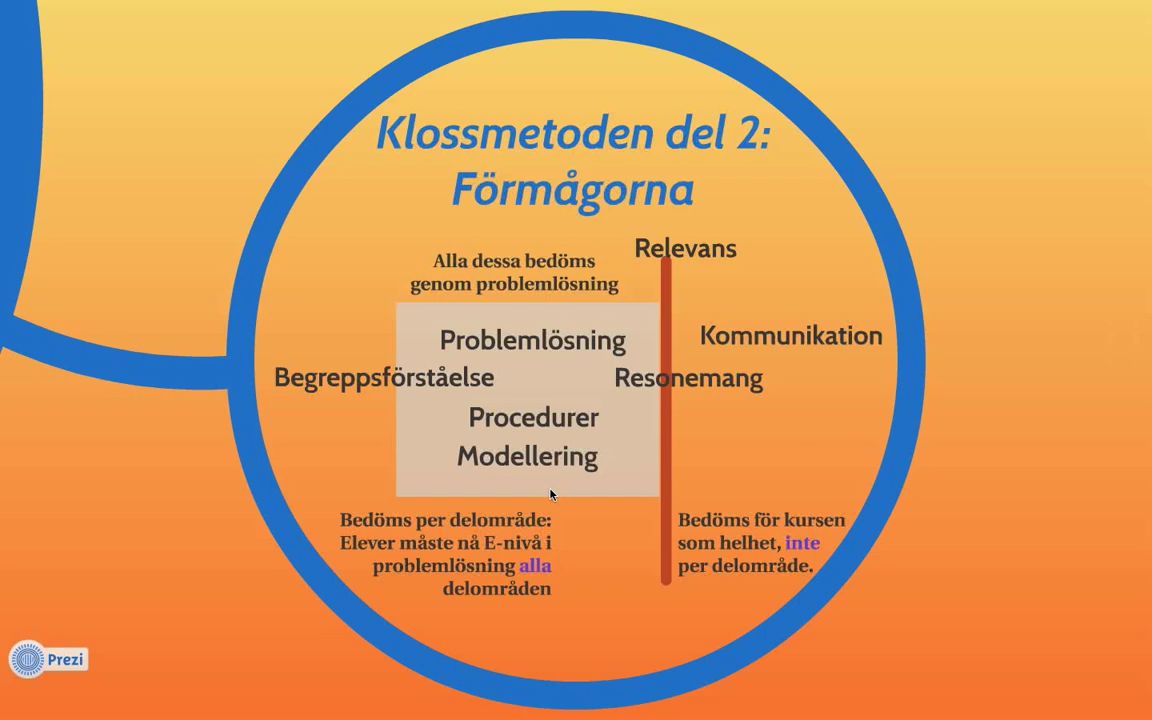 Klossmetoden del 2:
Förmågorna
Relevans
Alla dessa bedöms
genom problemlösning
Problemlösning
Kommunikation
Begreppsförståelse
Resonemang
Procedurer
Modellering
Bedöms per delområde:
Elever måste nå E-nivå i
problemlösning alla
delområden
Bedöms för kursen
som helhet, inte
per delområde.
Prezi